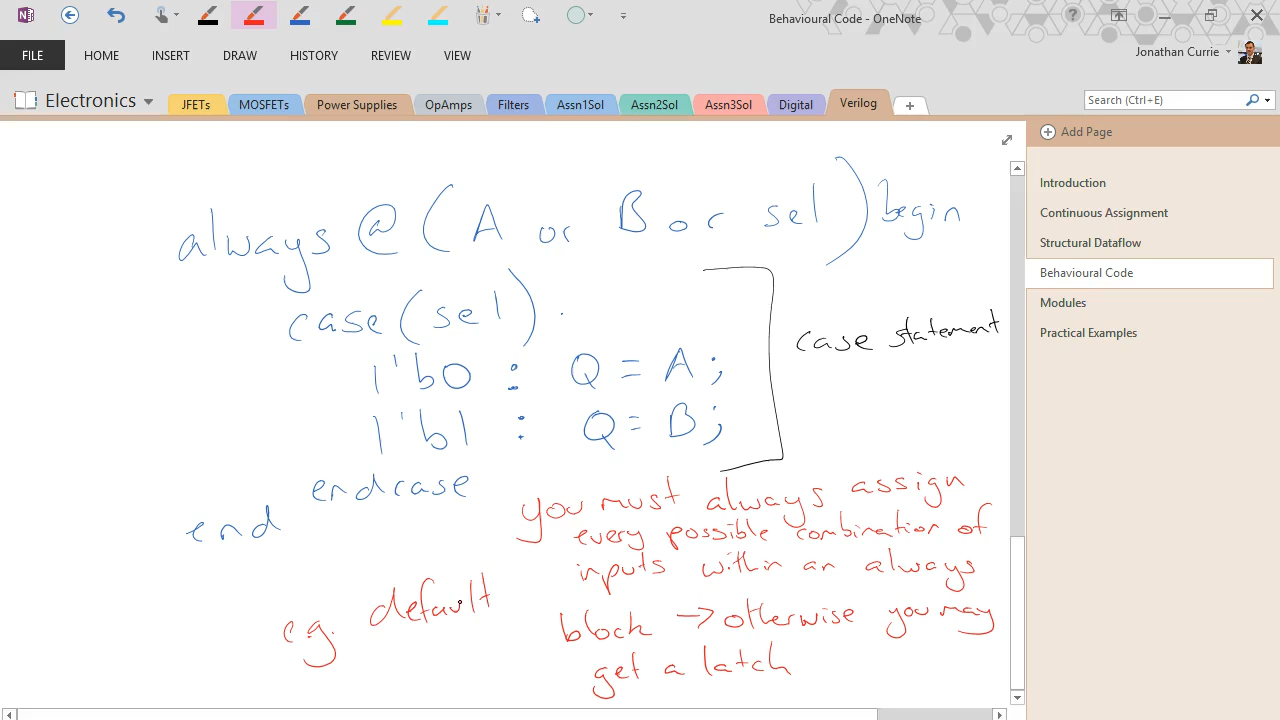 Behavioural Code - OneNote
FILE HOME INSERT DRAW HISTORY REVIEW VIEW
Jonathan Currie
Electronics
JFETs MOSFETs Power Supplies OpAmps Filters Assn1Sol Assn2Sol Assn3Sol Digital Verilog
Search (Ctrl+E)
Add Page
Introduction
Continuous Assignment
Structural Dataflow
Behavioural Code
Modules
Practical Examples
always @ (A or B or sel) begin
case(sel)
1'b0 : Q = A;
1'b1 : Q = B;
endcase
end
case statement
you must always assign
every possible combination of
inputs within an always
block -> otherwise you may
get a latch
e.g. default